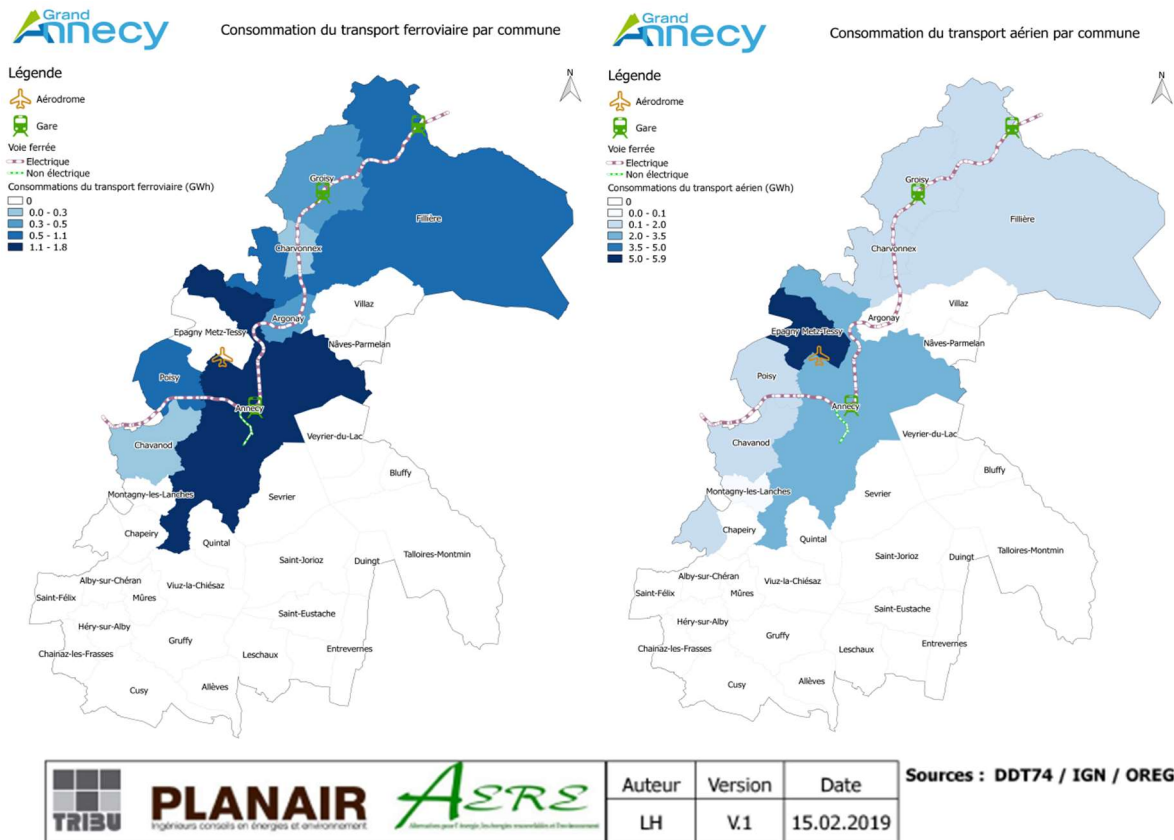 Grand
Annecy
Consommation du transport ferroviaire par commune
Légende
Aérodrome
Gare
Voie ferrée
Electrique
Non électrique
Consommations du transport ferroviaire (GWh)
0
0.0 - 0.3
0.3 - 0.5
0.5 - 1.1
1.1 - 1.8
N
Groisy
Fillière
Charvonnex
Villaz
Argonay
Epagny Metz-Tessy
Nâves-Parmelan
Poisy
Annecy
Chavanod
Veyrier-du-Lac
Bluffy
Montagny-les-Lanches
Sevrier
Chapeiry
Quintal
Saint-Jorioz
Duingt
Talloires-Montmin
Alby-sur-Chéran
Viuz-la-Chiésaz
Saint-Félix
Mûres
Saint-Eustache
Héry-sur-Alby
Gruffy
Chainaz-les-Frasses
Leschaux
Entrevernes
Cusy
Allèves
Grand
Annecy
Consommation du transport aérien par commune
Légende
Aérodrome
Gare
Voie ferrée
Electrique
Non électrique
Consommations du transport aérien (GWh)
0
0.0 - 0.1
0.1 - 2.0
2.0 - 3.5
3.5 - 5.0
5.0 - 5.9
N
Groisy
Fillière
Charvonnex
Villaz
Argonay
Epagny Metz-Tessy
Nâves-Parmelan
Poisy
Annecy
Chavanod
Veyrier-du-Lac
Bluffy
Montagny-les-Lanches
Sevrier
Chapeiry
Quintal
Saint-Jorioz
Duingt
Talloires-Montmin
Alby-sur-Chéran
Viuz-la-Chiésaz
Saint-Félix
Mûres
Saint-Eustache
Héry-sur-Alby
Gruffy
Chainaz-les-Frasses
Leschaux
Entrevernes
Cusy
Allèves
TRIBU
PLANAIR
Ingénieurs conseils en énergies et environnement
AERE
Alternatives pour l'énergie, les énergies renouvelables et l'environnement
Auteur Version Date
LH V.1 15.02.2019
Sources : DDT74 / IGN / OREG